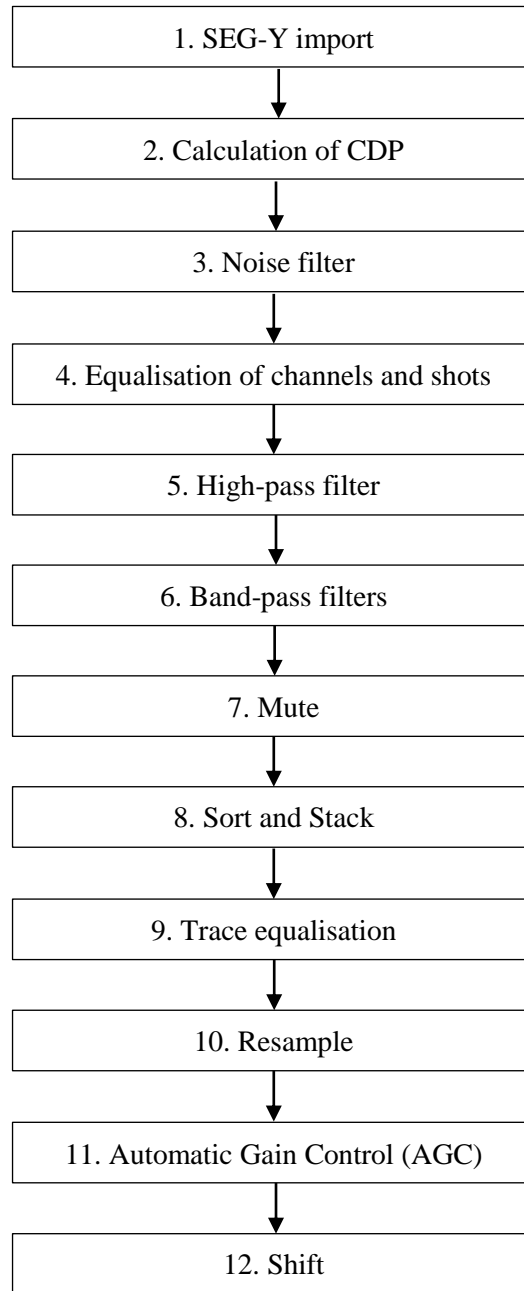 1. SEG-Y import
2. Calculation of CDP
3. Noise filter
4. Equalisation of channels and shots
5. High-pass filter
6. Band-pass filters
7. Mute
8. Sort and Stack
9. Trace equalisation
10. Resample
11. Automatic Gain Control (AGC)
12. Shift